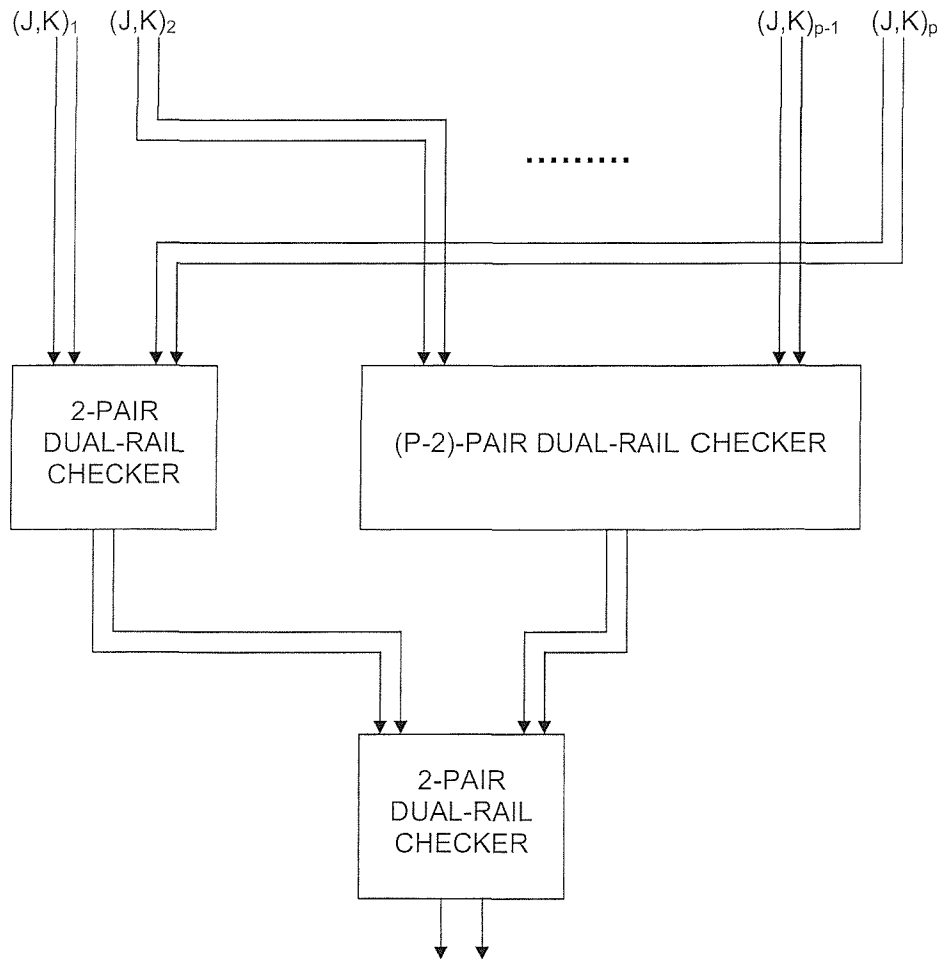 (J,K)₁ (J,K)₂ (J,K)ₚ₋₁ (J,K)ₚ
.........
2-PAIR
DUAL-RAIL
CHECKER
(P-2)-PAIR DUAL-RAIL CHECKER
2-PAIR
DUAL-RAIL
CHECKER